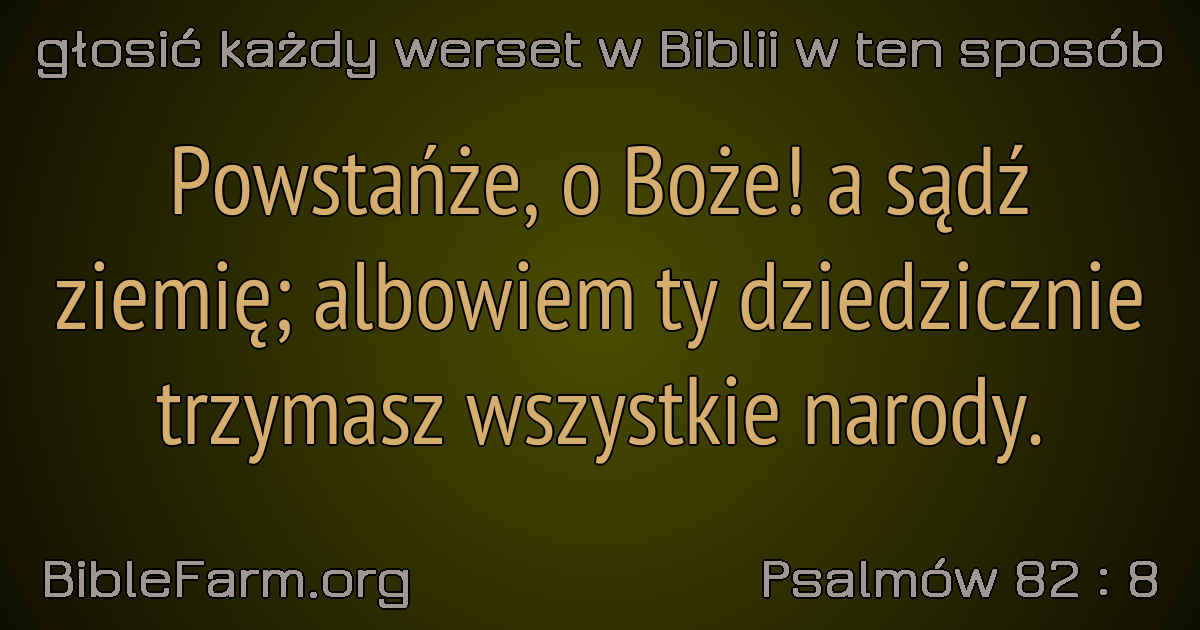 głosić każdy werset w Biblii w ten sposób
Powstańże, o Boże! a sądź
ziemię; albowiem ty dziedzicznie
trzymasz wszystkie narody.
BibleFarm.org
Psalmów 82 : 8